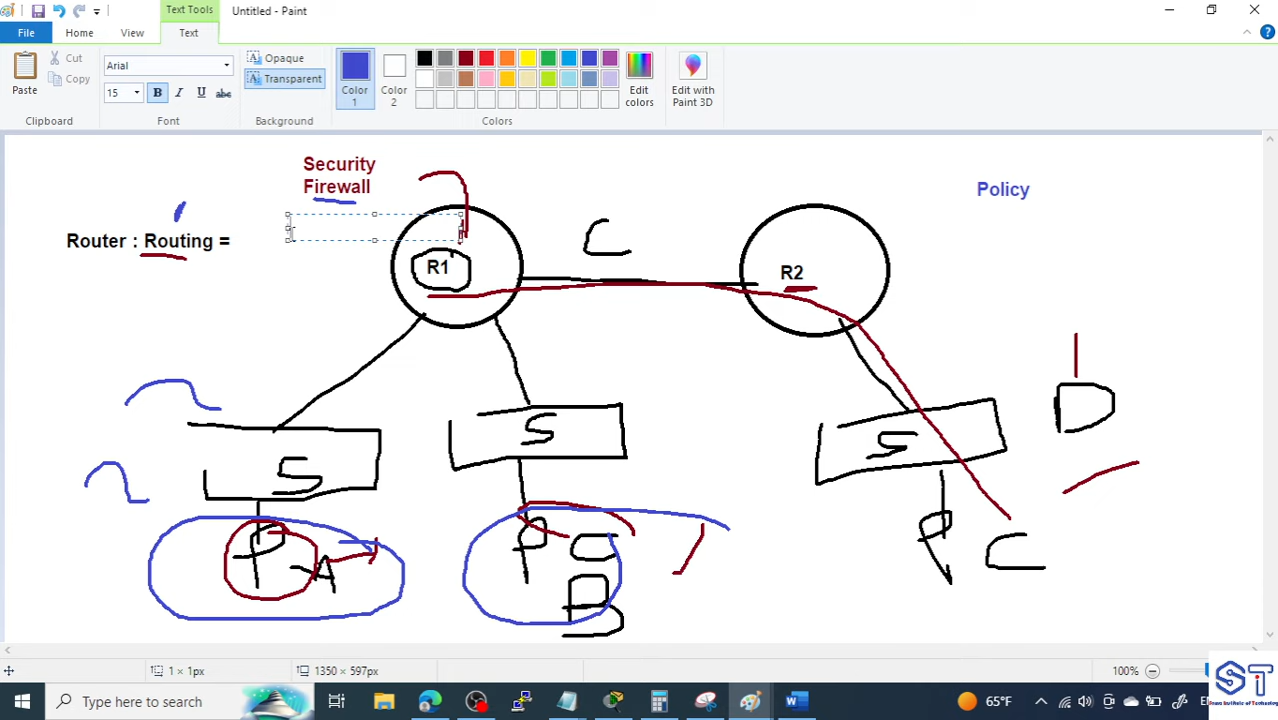 Text Tools
Untitled - Paint
File
Home
View
Text
Paste
Cut
Copy
Clipboard
Arial
15
B I U abc
Font
Opaque
Transparent
Background
Color 1
Color 2
Edit colors
Colors
Edit with Paint 3D
Security
Firewall
Policy
Router : Routing =
R1
R2
C
S
S
S
D
P A
P C
B
P C
1 × 1px
1350 × 597px
100%
Type here to search
65°F
ST